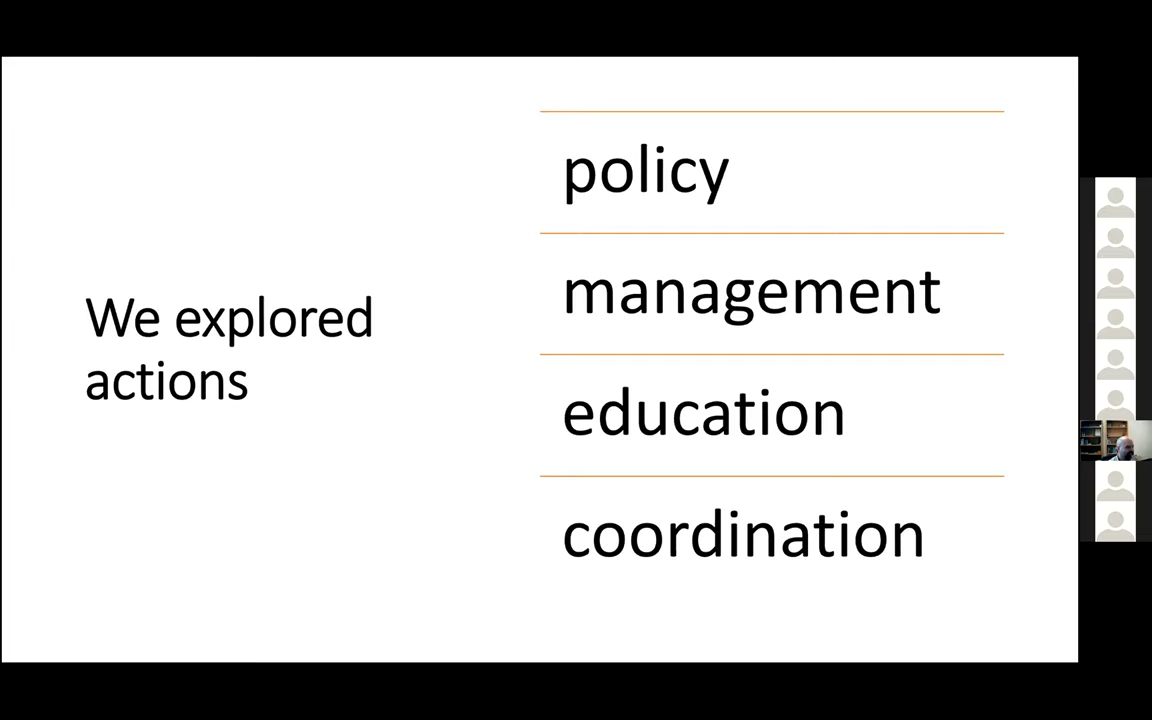 We explored
actions
policy
management
education
coordination